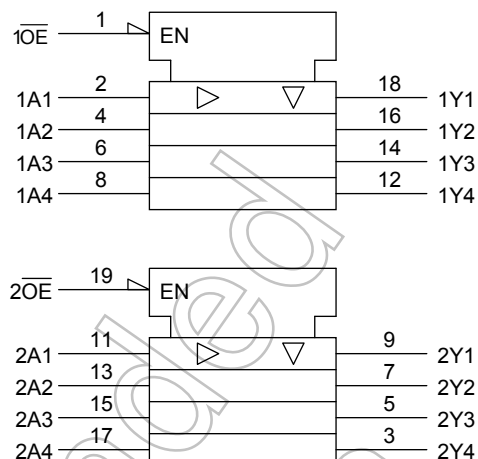 1OE 1 EN
1A1 2 18 1Y1
1A2 4 16 1Y2
1A3 6 14 1Y3
1A4 8 12 1Y4
2OE 19 EN
2A1 11 9 2Y1
2A2 13 7 2Y2
2A3 15 5 2Y3
2A4 17 3 2Y4